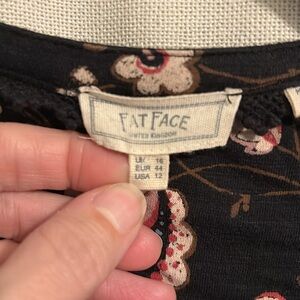 FAT FACE
UNITED KINGDOM
UK 16
EUR 44
USA 12